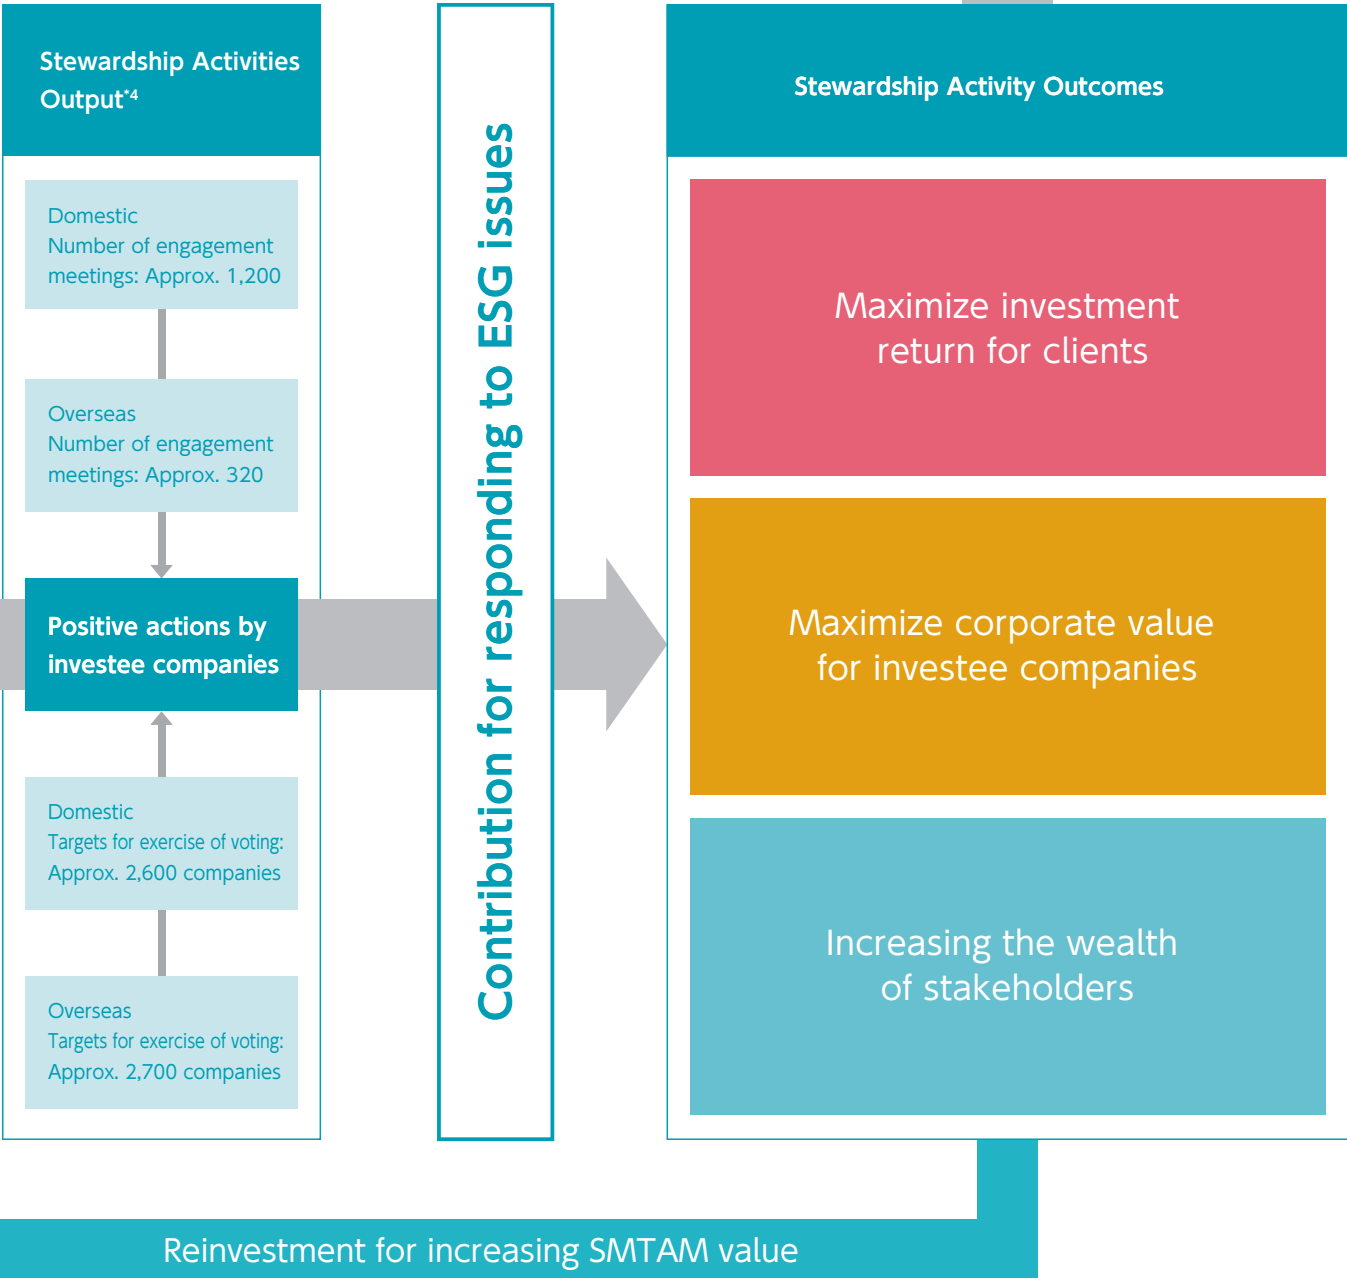 Stewardship Activities
Output*4
Domestic
Number of engagement
meetings: Approx. 1,200
Overseas
Number of engagement
meetings: Approx. 320
Positive actions by
investee companies
Domestic
Targets for exercise of voting:
Approx. 2,600 companies
Overseas
Targets for exercise of voting:
Approx. 2,700 companies
Contribution for responding to ESG issues
Stewardship Activity Outcomes
Maximize investment
return for clients
Maximize corporate value
for investee companies
Increasing the wealth
of stakeholders
Reinvestment for increasing SMTAM value